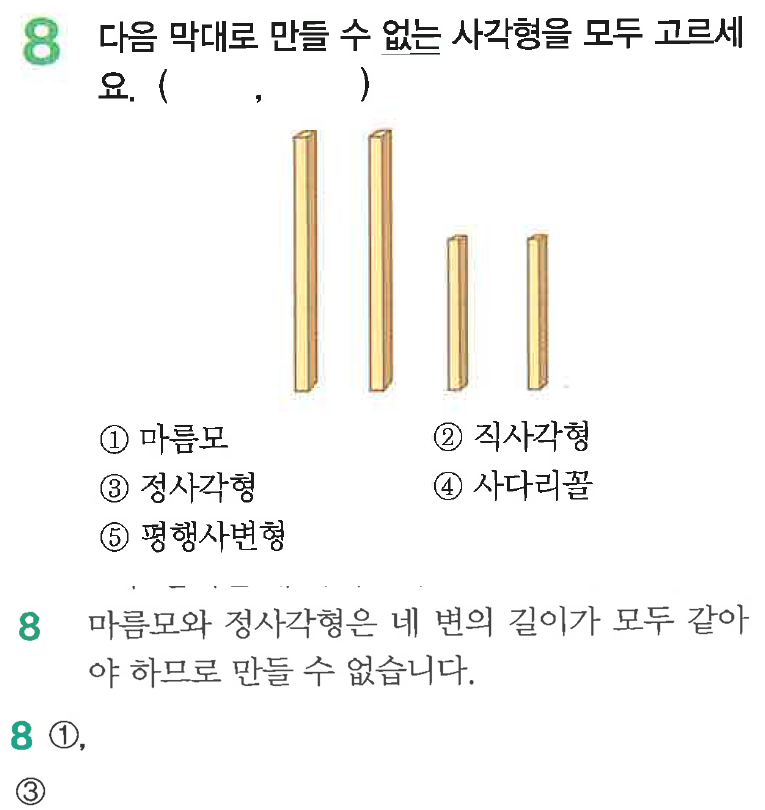 8 다음 막대로 만들 수 없는 사각형을 모두 고르세
요. ( , )
① 마름모 ② 직사각형
③ 정사각형 ④ 사다리꼴
⑤ 평행사변형
8 마름모와 정사각형은 네 변의 길이가 모두 같아
야 하므로 만들 수 없습니다.
8 ①,
③